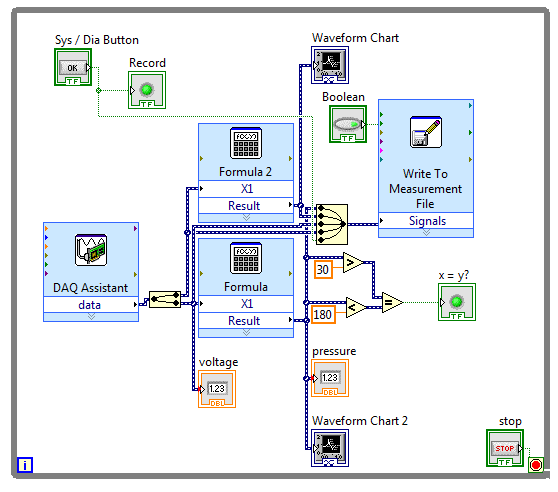 Waveform Chart
Sys / Dia Button
OK
TF
Record
TF
Boolean
TF
f(x)
Formula 2
X1
Result
Write To
Measurement
File
Signals
DAQ Assistant
data
f(x)
Formula
X1
Result
30
>
x = y?
TF
180
<
=
voltage
1.23
DBL
pressure
1.23
DBL
Waveform Chart 2
stop
STOP
TF
i